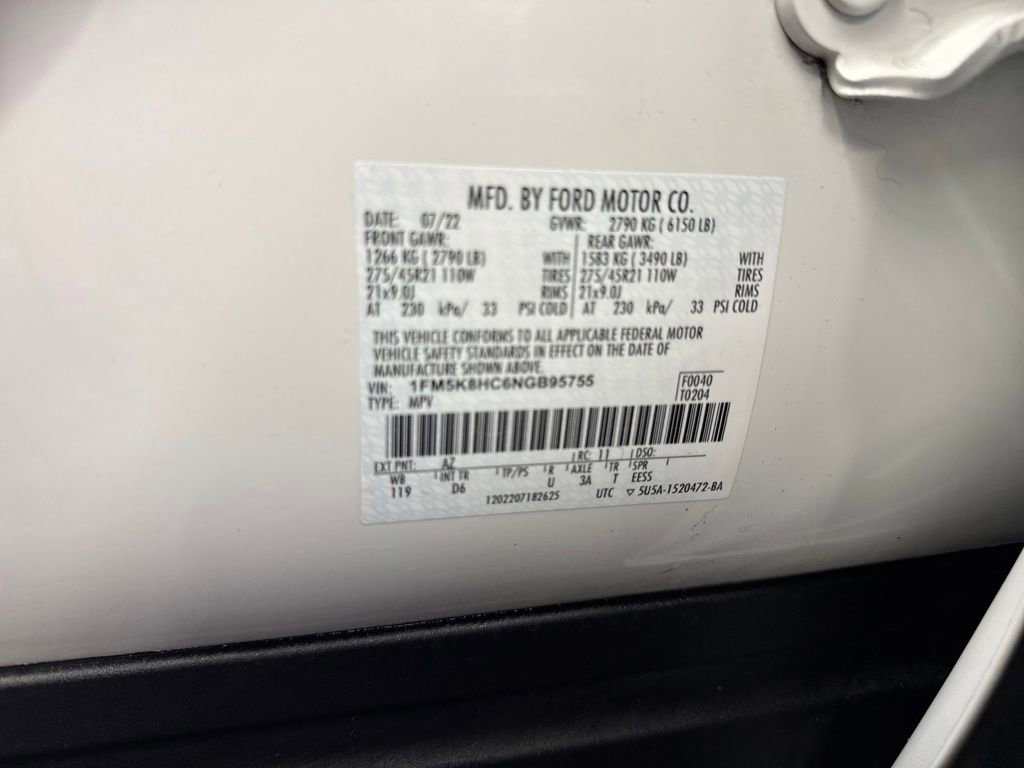 MFD. BY FORD MOTOR CO.
DATE: 07/22 GVWR: 2790 KG ( 6150 LB)
FRONT GAWR: REAR GAWR:
1266 KG ( 2790 LB) WITH 1583 KG ( 3490 LB) WITH
275/45R21 110W TIRES 275/45R21 110W TIRES
21x9.0J RIMS 21x9.0J RIMS
AT 230 kPa/ 33 PSI COLD AT 230 kPa/ 33 PSI COLD
THIS VEHICLE CONFORMS TO ALL APPLICABLE FEDERAL MOTOR
VEHICLE SAFETY STANDARDS IN EFFECT ON THE DATE OF
MANUFACTURE SHOWN ABOVE.
VIN: 1FM5K8HC6NGB95755 F0040
TYPE: MPV T0204
EXT PNT: AZ RC: 11 DSO:
WB INT TR TP/PS R AXLE TR SPR
119 D6 U 3A T EESS
1202207182625 UTC ▽ 5U5A-1520472-BA